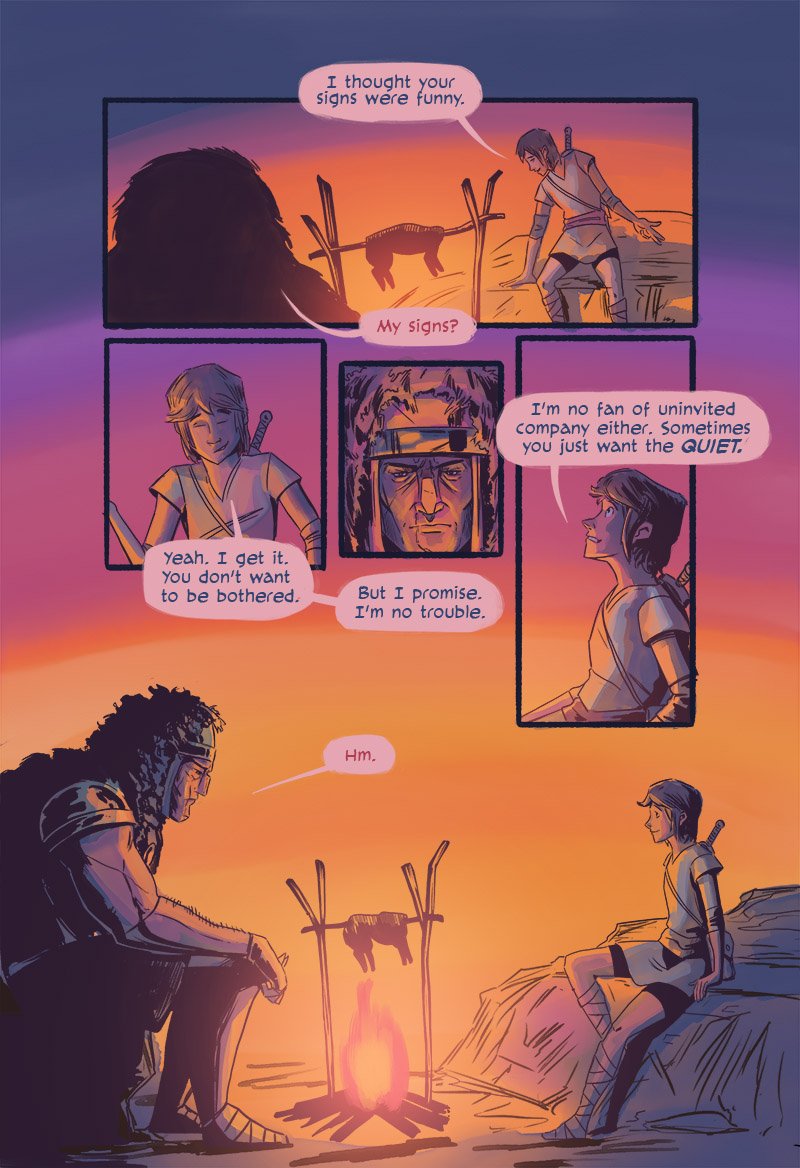 I thought your
signs were funny.
My signs?
Yeah. I get it.
You don't want
to be bothered.
But I promise.
I'm no trouble.
I'm no fan of uninvited
company either. Sometimes
you just want the QUIET.
Hm.